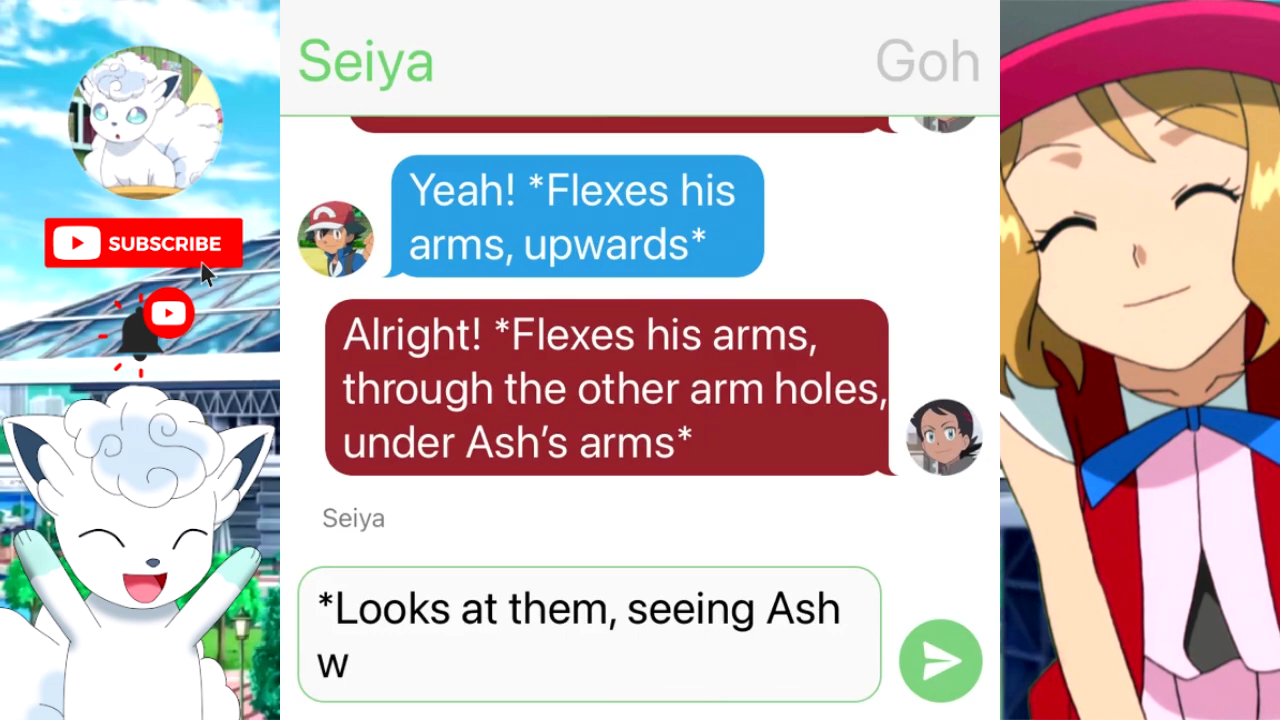 Seiya
Goh
Yeah! *Flexes his
arms, upwards*
SUBSCRIBE
Alright! *Flexes his arms,
through the other arm holes,
under Ash’s arms*
Seiya
*Looks at them, seeing Ash
w